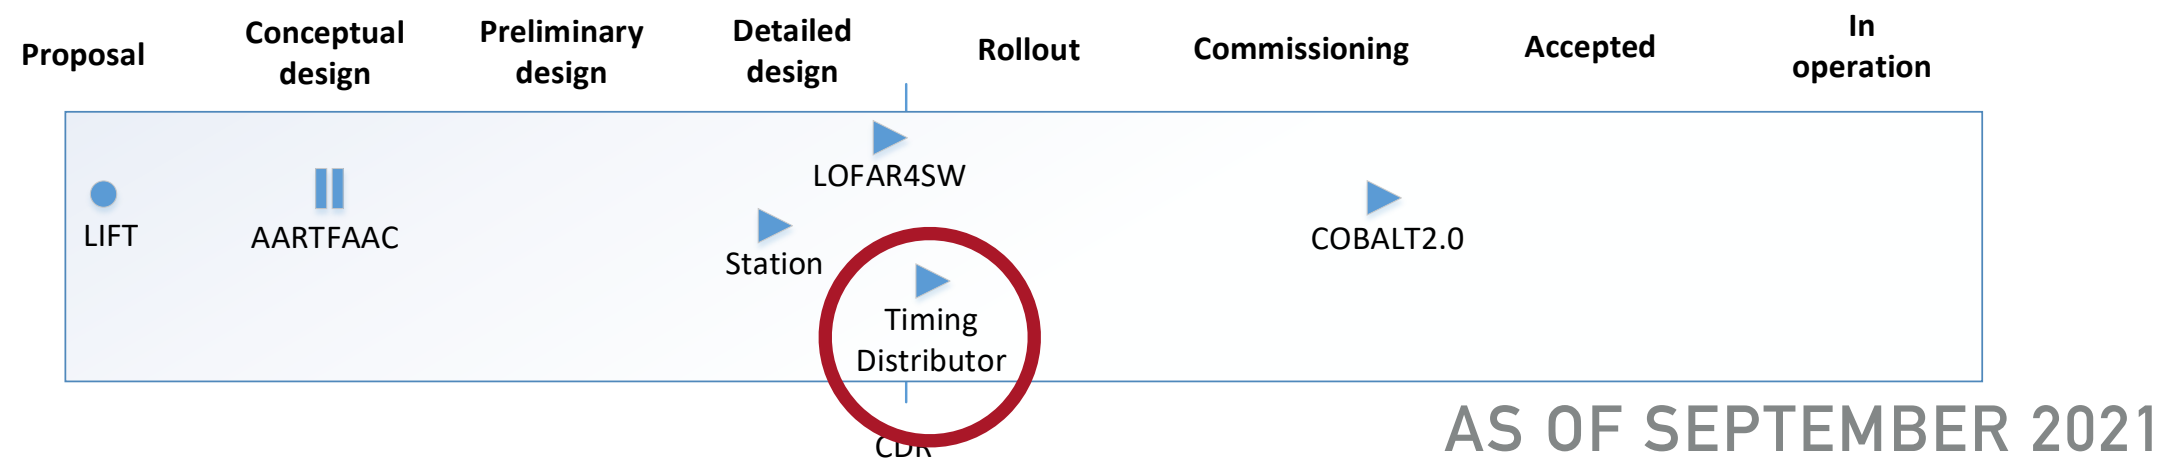 Proposal
Conceptual
design
Preliminary
design
Detailed
design
Rollout
Commissioning
Accepted
In
operation
LOFAR4SW
LIFT
AARTFAAC
Station
COBALT2.0
Timing
Distributor
CDR
AS OF SEPTEMBER 2021